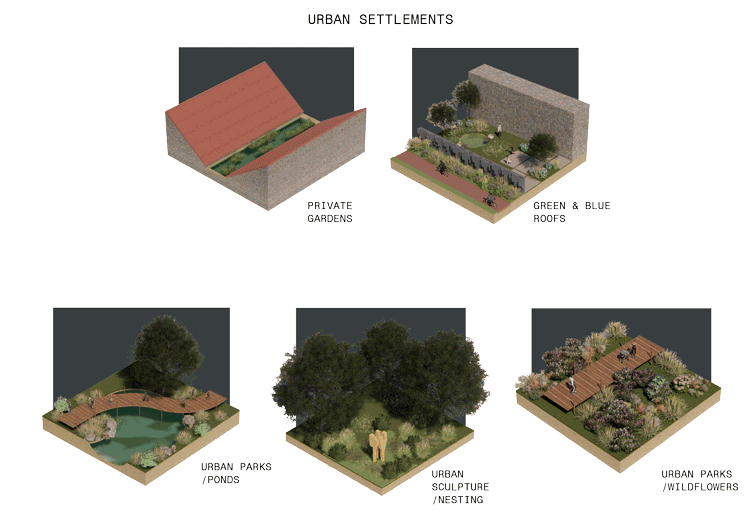 URBAN SETTLEMENTS
PRIVATE
GARDENS
GREEN & BLUE
ROOFS
URBAN PARKS
/PONDS
URBAN
SCULPTURE
/NESTING
URBAN PARKS
/WILDFLOWERS